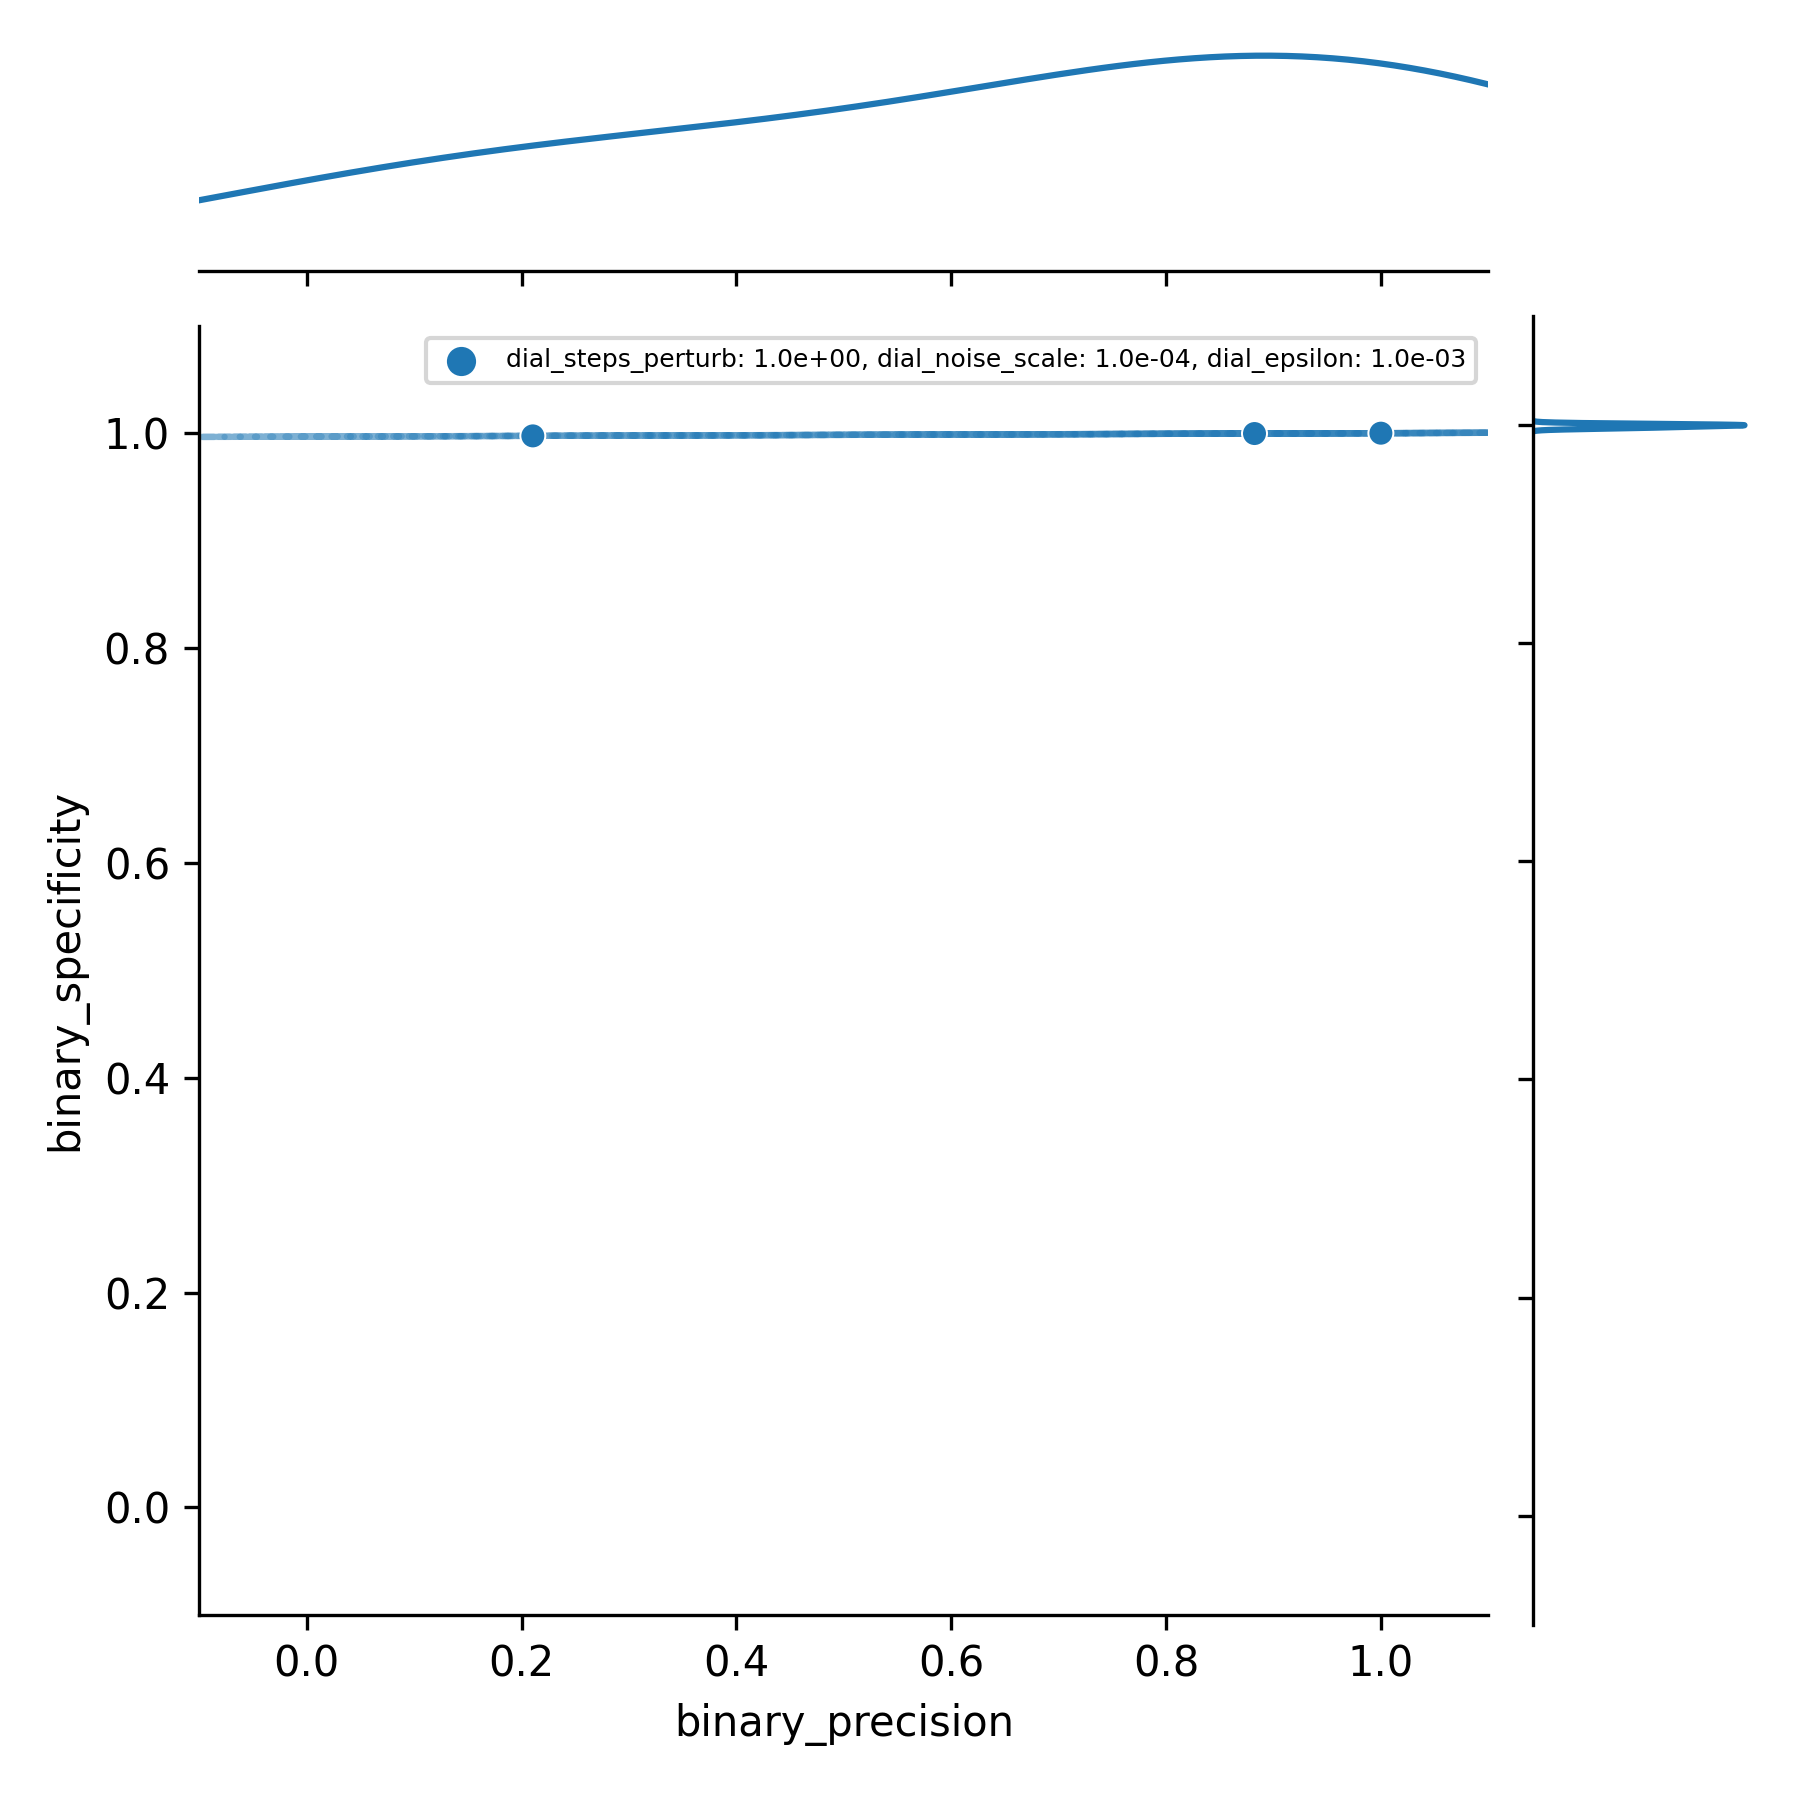 dial_steps_perturb: 1.0e+00, dial_noise_scale: 1.0e-04, dial_epsilon: 1.0e-03
1.0
0.8
0.6
0.4
0.2
0.0
binary_specificity
0.0 0.2 0.4 0.6 0.8 1.0
binary_precision